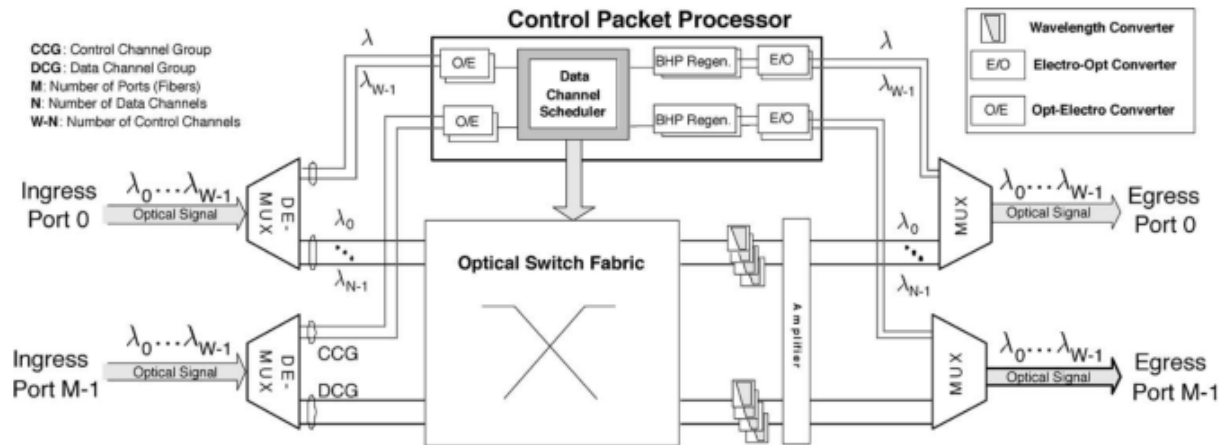 Control Packet Processor
CCG: Control Channel Group
DCG: Data Channel Group
M: Number of Ports (Fibers)
N: Number of Data Channels
W-N: Number of Control Channels
λ
λW-1
O/E
O/E
Data
Channel
Scheduler
BHP Regen.
BHP Regen.
E/O
E/O
λ
λW-1
Wavelength Converter
E/O
Electro-Opt Converter
O/E
Opt-Electro Converter
Ingress
Port 0
λ0...λW-1
Optical Signal
DE-
MUX
λ0
λN-1
Optical Switch Fabric
Amplifier
λ0
λN-1
MUX
λ0...λW-1
Optical Signal
Egress
Port 0
Ingress
Port M-1
λ0...λW-1
Optical Signal
DE-
MUX
CCG
DCG
MUX
λ0...λW-1
Optical Signal
Egress
Port M-1